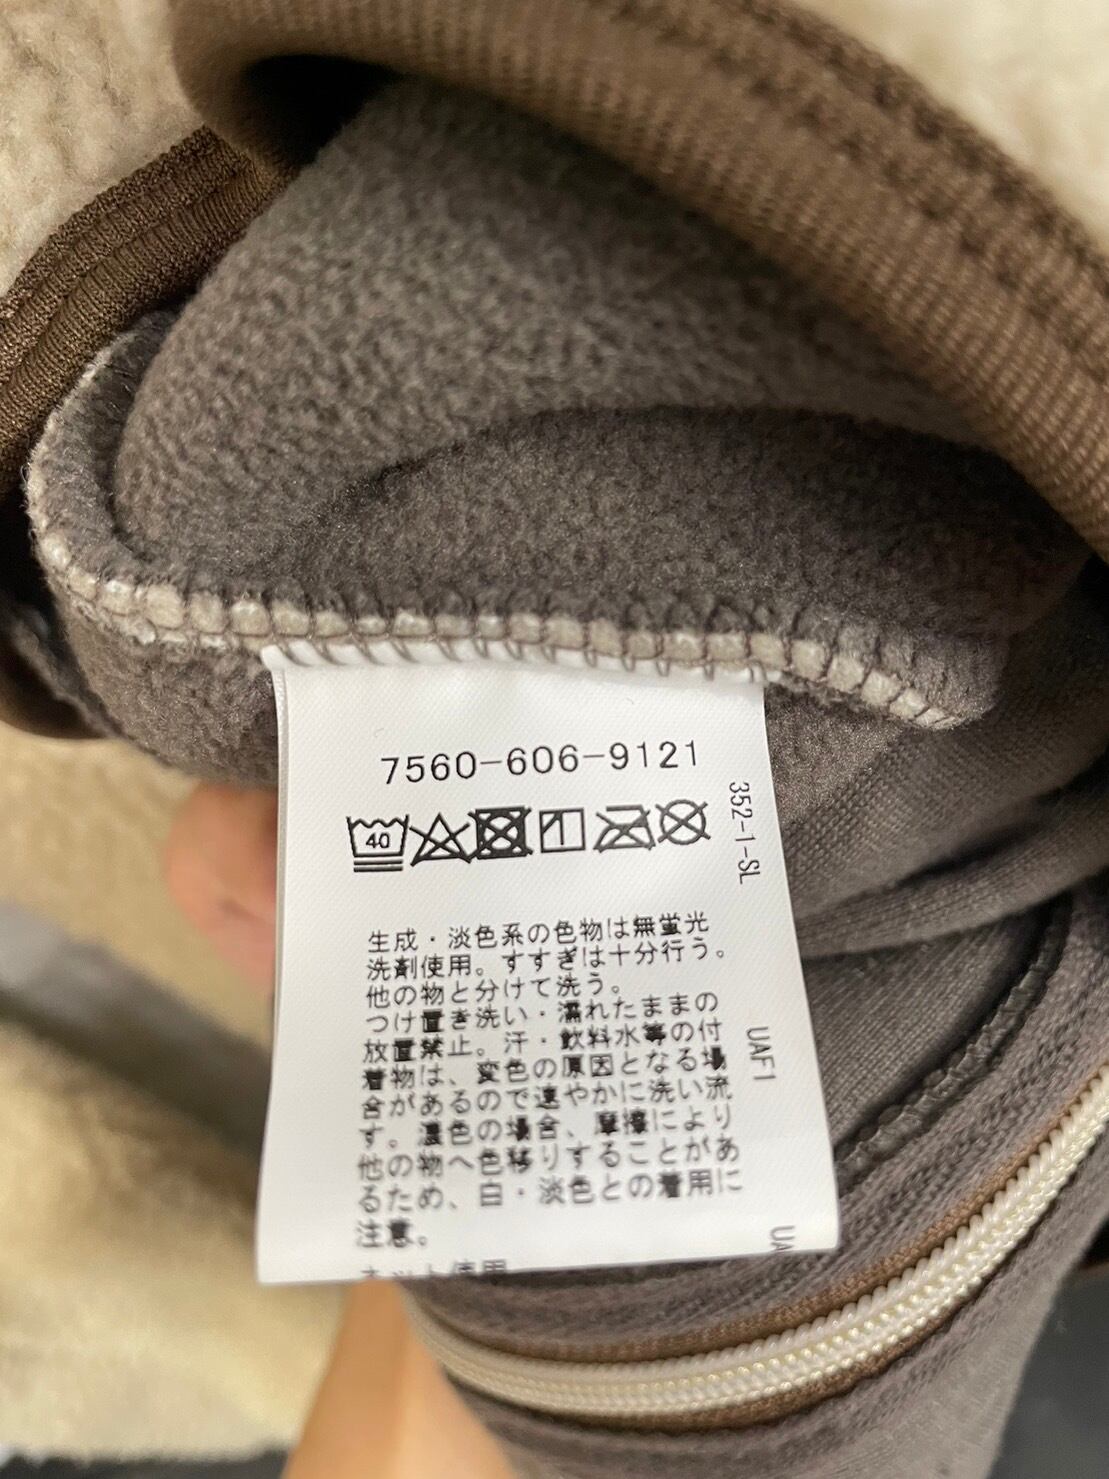 7560-606-9121
40
352-1-SL
生成・淡色系の色物は無蛍光
洗剤使用。すすぎは十分行う。
他の物と分けて洗う。
つけ置き洗い・濡れたままの
放置禁止。汗・飲料水等の付
着物は、変色の原因となる場
合があるので速やかに洗い流
す。濃色の場合、摩擦により
他の物へ色移りすることがあ
るため、白・淡色との着用に
注意。
UAF1
UA